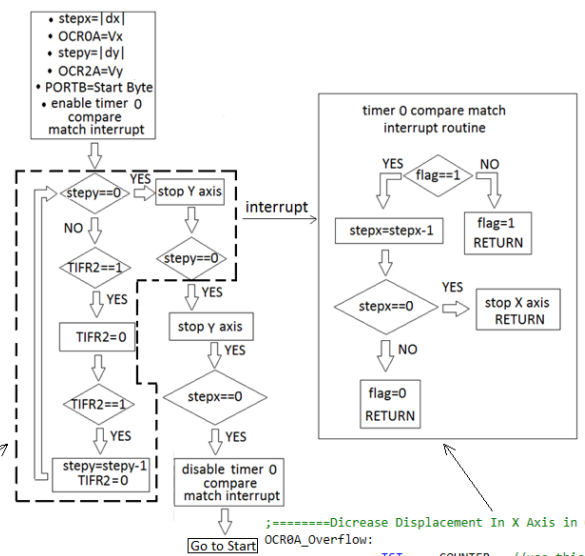 • stepx=|dx|
• OCR0A=Vx
• stepy=|dy|
• OCR2A=Vy
• PORTB=Start Byte
• enable timer 0
compare
match interrupt
stepy==0
YES
stop Y axis
NO
stepy==0
TIFR2==1
YES
YES
TIFR2=0
stop Y axis
YES
TIFR2==1
stepx==0
YES
YES
stepy=stepy-1
TIFR2=0
disable timer 0
compare
match interrupt
Go to Start
interrupt
timer 0 compare match
interrupt routine
YES
flag==1
NO
stepx=stepx-1
flag=1
RETURN
stepx==0
YES
stop X axis
RETURN
NO
flag=0
RETURN
;========Dicrease Displacement In X Axis in
OCR0A_Overflow: